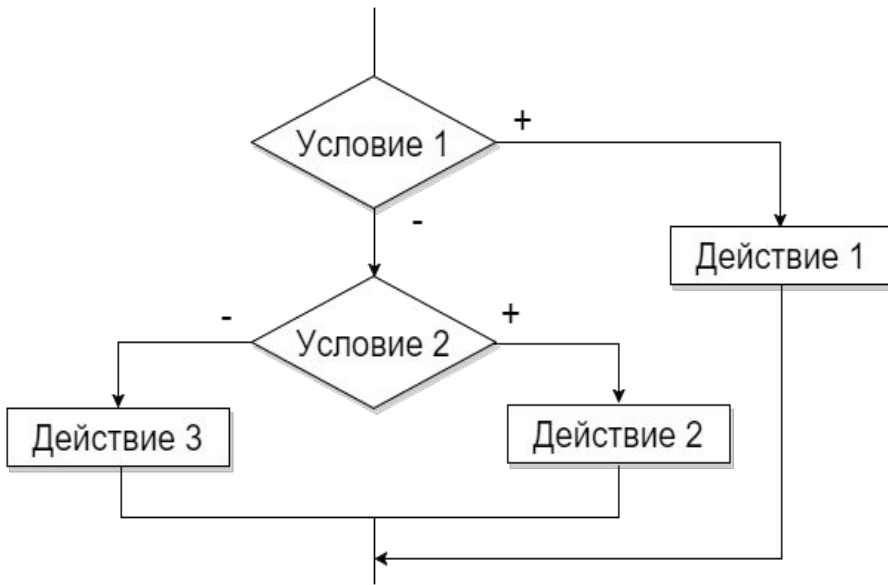 Условие 1
+
-
Действие 1
-
Условие 2
+
Действие 3
Действие 2